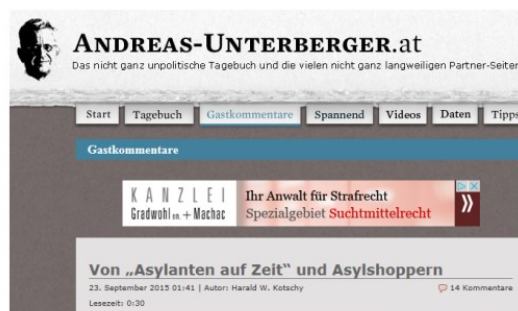 ANDREAS-UNTERBERGER.at
Das nicht ganz unpolitische Tagebuch und die vielen nicht ganz langweiligen Partner-Seiten
Start Tagebuch Gastkommentare Spannend Videos Daten Tipps
Gastkommentare
KANZLEI
Gradwohl OG + Machac
Ihr Anwalt für Strafrecht
Spezialgebiet Suchtmittelrecht
Von „Asylanten auf Zeit“ und Asylshoppern
23. September 2015 01:41 | Autor: Harald W. Kotschy
14 Kommentare
Lesezeit: 0:30